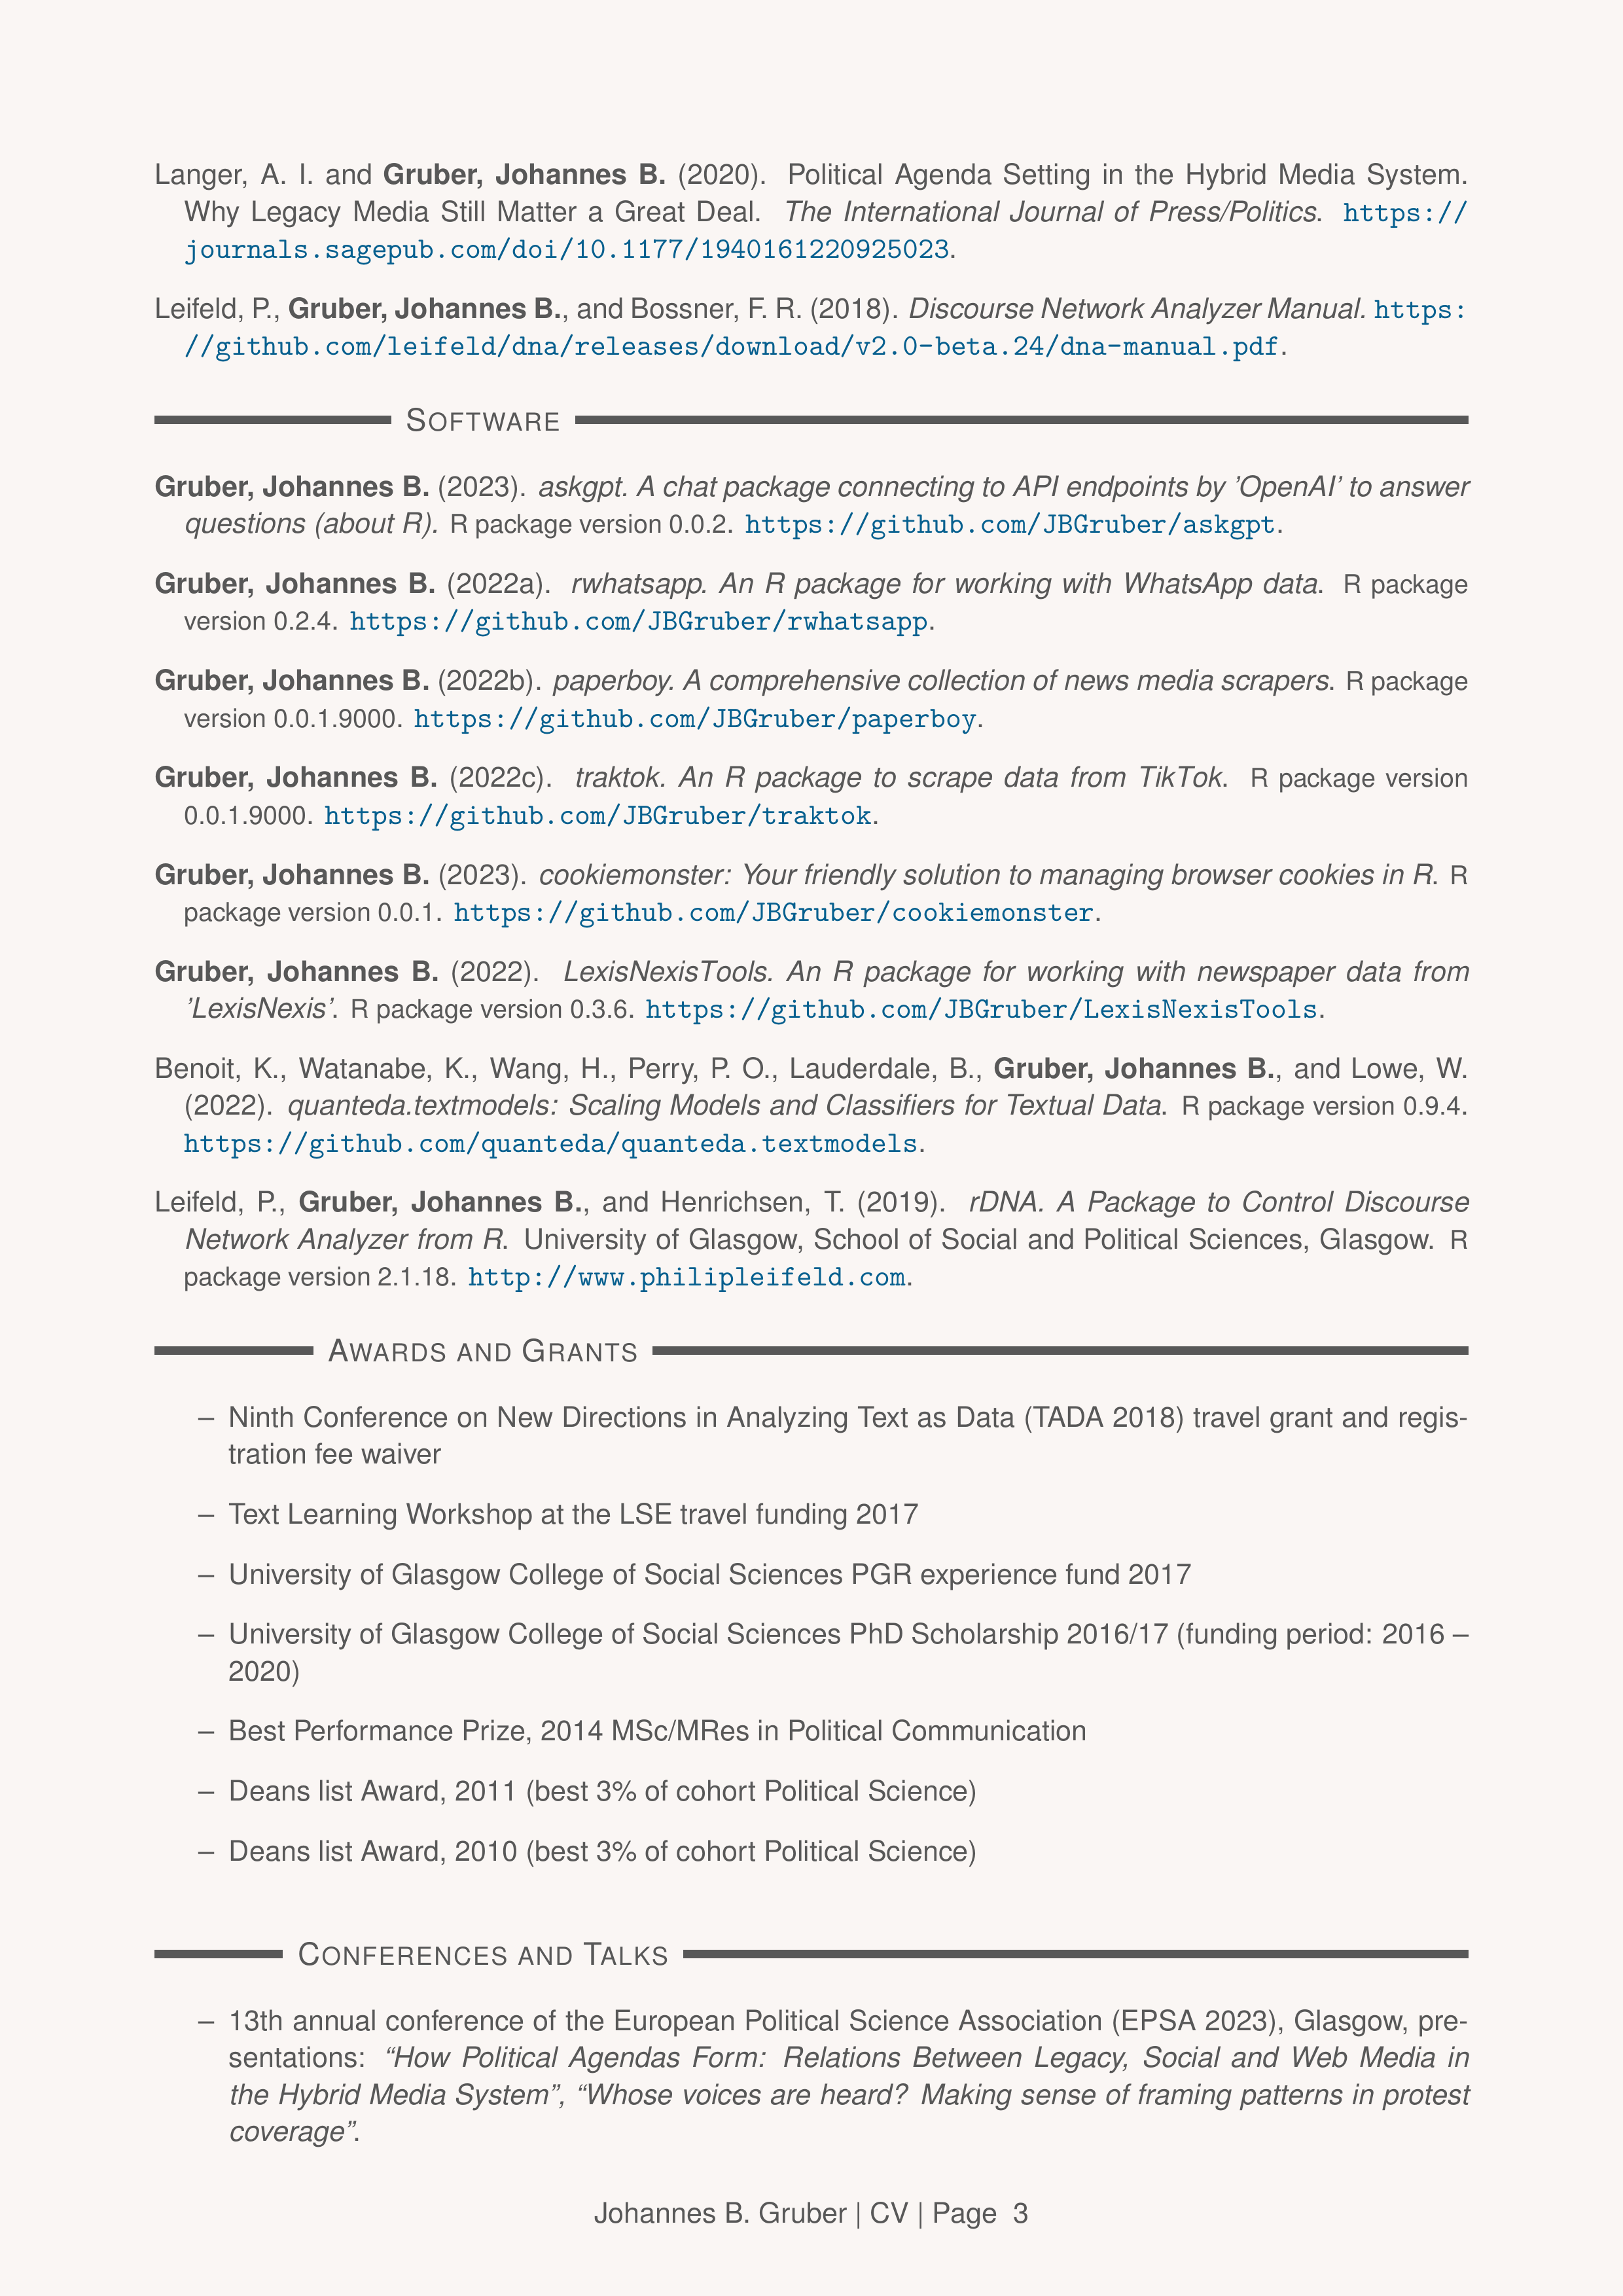 Langer, A. I. and Gruber, Johannes B. (2020). Political Agenda Setting in the Hybrid Media System.
Why Legacy Media Still Matter a Great Deal. The International Journal of Press/Politics. https://
journals.sagepub.com/doi/10.1177/1940161220925023.
Leifeld, P., Gruber, Johannes B., and Bossner, F. R. (2018). Discourse Network Analyzer Manual. https:
//github.com/leifeld/dna/releases/download/v2.0-beta.24/dna-manual.pdf.
SOFTWARE
Gruber, Johannes B. (2023). askgpt. A chat package connecting to API endpoints by ’OpenAI’ to answer
questions (about R). R package version 0.0.2. https://github.com/JBGruber/askgpt.
Gruber, Johannes B. (2022a). rwhatsapp. An R package for working with WhatsApp data. R package
version 0.2.4. https://github.com/JBGruber/rwhatsapp.
Gruber, Johannes B. (2022b). paperboy. A comprehensive collection of news media scrapers. R package
version 0.0.1.9000. https://github.com/JBGruber/paperboy.
Gruber, Johannes B. (2022c). traktok. An R package to scrape data from TikTok. R package version
0.0.1.9000. https://github.com/JBGruber/traktok.
Gruber, Johannes B. (2023). cookiemonster: Your friendly solution to managing browser cookies in R. R
package version 0.0.1. https://github.com/JBGruber/cookiemonster.
Gruber, Johannes B. (2022). LexisNexisTools. An R package for working with newspaper data from
’LexisNexis’. R package version 0.3.6. https://github.com/JBGruber/LexisNexisTools.
Benoit, K., Watanabe, K., Wang, H., Perry, P. O., Lauderdale, B., Gruber, Johannes B., and Lowe, W.
(2022). quanteda.textmodels: Scaling Models and Classifiers for Textual Data. R package version 0.9.4.
https://github.com/quanteda/quanteda.textmodels.
Leifeld, P., Gruber, Johannes B., and Henrichsen, T. (2019). rDNA. A Package to Control Discourse
Network Analyzer from R. University of Glasgow, School of Social and Political Sciences, Glasgow. R
package version 2.1.18. http://www.philipleifeld.com.
AWARDS AND GRANTS
– Ninth Conference on New Directions in Analyzing Text as Data (TADA 2018) travel grant and regis-
tration fee waiver
– Text Learning Workshop at the LSE travel funding 2017
– University of Glasgow College of Social Sciences PGR experience fund 2017
– University of Glasgow College of Social Sciences PhD Scholarship 2016/17 (funding period: 2016 –
2020)
– Best Performance Prize, 2014 MSc/MRes in Political Communication
– Deans list Award, 2011 (best 3% of cohort Political Science)
– Deans list Award, 2010 (best 3% of cohort Political Science)
CONFERENCES AND TALKS
– 13th annual conference of the European Political Science Association (EPSA 2023), Glasgow, pre-
sentations: “How Political Agendas Form: Relations Between Legacy, Social and Web Media in
the Hybrid Media System”, “Whose voices are heard? Making sense of framing patterns in protest
coverage”.
Johannes B. Gruber | CV | Page 3